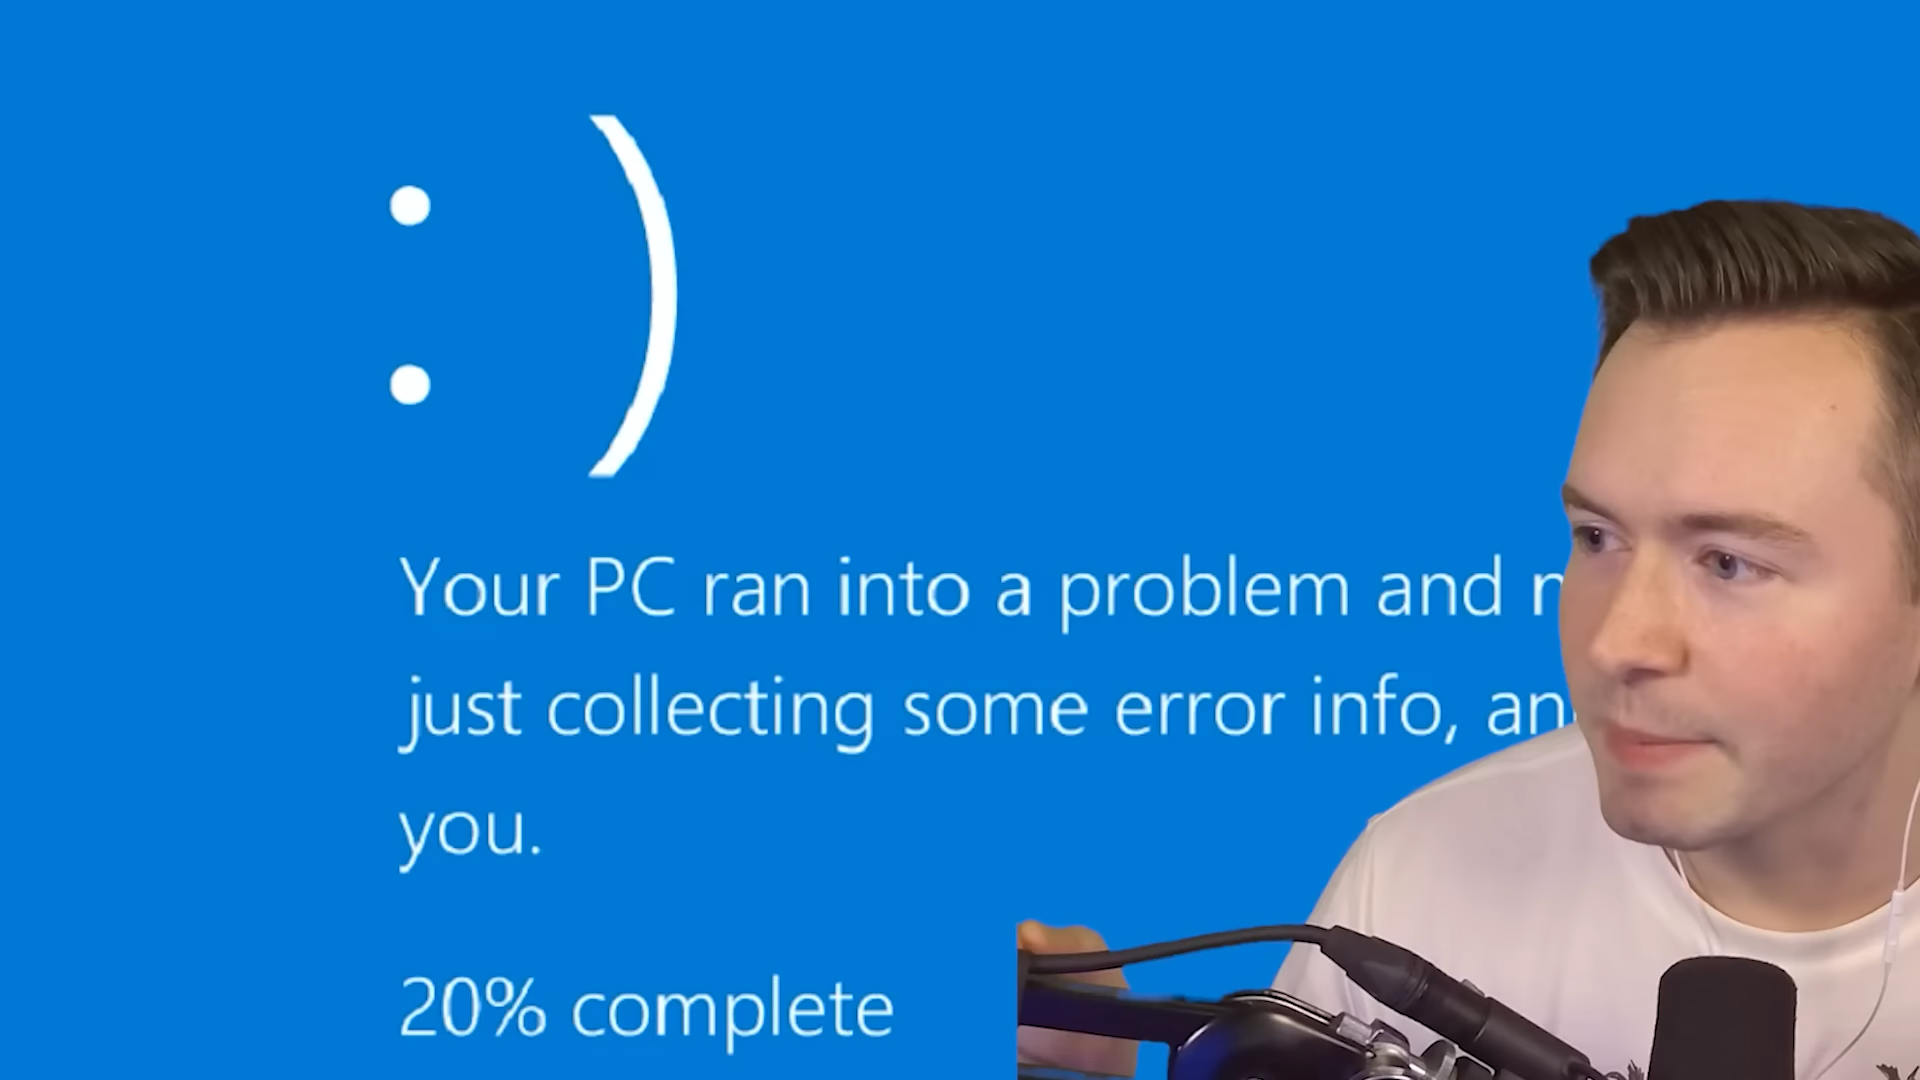 :)
Your PC ran into a problem and
just collecting some error info,
you.
20% complete